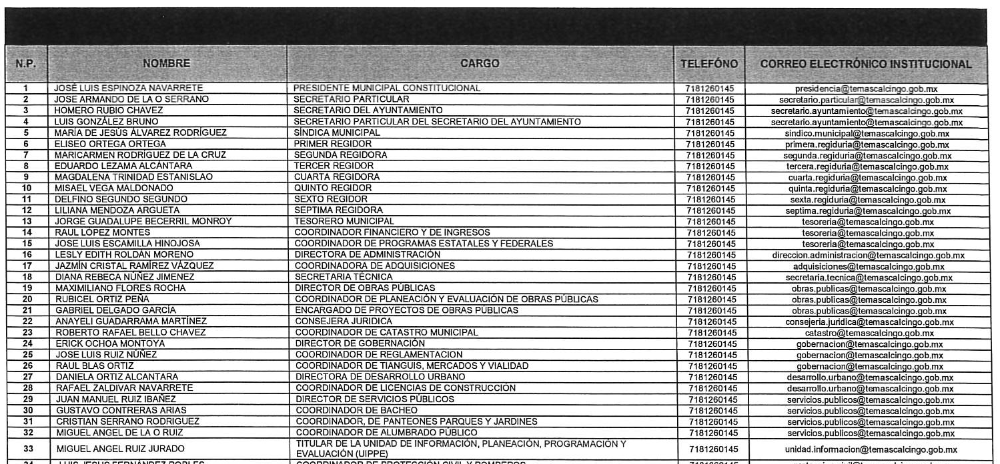 N.P. NOMBRE CARGO TELEFÓNO CORREO ELECTRÓNICO INSTITUCIONAL
1 JOSÉ LUIS ESPINOZA NAVARRETE PRESIDENTE MUNICIPAL CONSTITUCIONAL 7181260145 presidencia@temascalcingo.gob.mx
2 JOSE ARMANDO DE LA O SERRANO SECRETARIO PARTICULAR 7181260145 secretario.particular@temascalcingo.gob.mx
3 HOMERO RUBIO CHAVEZ SECRETARIO DEL AYUNTAMIENTO 7181260145 secretario.ayuntamiento@temascalcingo.gob.mx
4 LUIS GONZÁLEZ BRUNO SECRETARIO PARTICULAR DEL SECRETARIO DEL AYUNTAMIENTO 7181260145 secretario.ayuntamiento@temascalcingo.gob.mx
5 MARÍA DE JESÚS ÁLVAREZ RODRÍGUEZ SÍNDICA MUNICIPAL 7181260145 sindico.municipal@temascalcingo.gob.mx
6 ELISEO ORTEGA ORTEGA PRIMER REGIDOR 7181260145 primera.regiduria@temascalcingo.gob.mx
7 MARICARMEN RODRÍGUEZ DE LA CRUZ SEGUNDA REGIDORA 7181260145 segunda.regiduria@temascalcingo.gob.mx
8 EDUARDO LEZAMA ALCÁNTARA TERCER REGIDOR 7181260145 tercera.regiduria@temascalcingo.gob.mx
9 MAGDALENA TRINIDAD ESTANISLAO CUARTA REGIDORA 7181260145 cuarta.regiduria@temascalcingo.gob.mx
10 MISAEL VEGA MALDONADO QUINTO REGIDOR 7181260145 quinta.regiduria@temascalcingo.gob.mx
11 DELFINO SEGUNDO SEGUNDO SEXTO REGIDOR 7181260145 sexta.regiduria@temascalcingo.gob.mx
12 LILIANA MENDOZA ARGUETA SEPTIMA REGIDORA 7181260145 septima.regiduria@temascalcingo.gob.mx
13 JORGE GUADALUPE BECERRIL MONROY TESORERO MUNICIPAL 7181260145 tesoreria@temascalcingo.gob.mx
14 RAUL LÓPEZ MONTES COORDINADOR FINANCIERO Y DE INGRESOS 7181260145 tesoreria@temascalcingo.gob.mx
15 JOSE LUIS ESCAMILLA HINOJOSA COORDINADOR DE PROGRAMAS ESTATALES Y FEDERALES 7181260145 tesoreria@temascalcingo.gob.mx
16 LESLY EDITH ROLDÁN MORENO DIRECTORA DE ADMINISTRACIÓN 7181260145 direccion.administracion@temascalcingo.gob.mx
17 JAZMÍN CRISTAL RAMÍREZ VÁZQUEZ COORDINADORA DE ADQUISICIONES 7181260145 adquisiciones@temascalcingo.gob.mx
18 DIANA REBECA NÚÑEZ JIMENEZ SECRETARIA TÉCNICA 7181260145 secretaria.tecnica@temascalcingo.gob.mx
19 MAXIMILIANO FLORES ROCHA DIRECTOR DE OBRAS PÚBLICAS 7181260145 obras.publicas@temascalcingo.gob.mx
20 RUBICEL ORTIZ PEÑA COORDINADOR DE PLANEACIÓN Y EVALUACIÓN DE OBRAS PÚBLICAS 7181260145 obras.publicas@temascalcingo.gob.mx
21 GABRIEL DELGADO GARCÍA ENCARGADO DE PROYECTOS DE OBRAS PÚBLICAS 7181260145 obras.publicas@temascalcingo.gob.mx
22 ANAYELI GUADARRAMA MARTÍNEZ CONSEJERA JURIDICA 7181260145 consejeria.juridica@temascalcingo.gob.mx
23 ROBERTO RAFAEL BELLO CHAVEZ COORDINADOR DE CATASTRO MUNICIPAL 7181260145 catastro@temascalcingo.gob.mx
24 ERICK OCHOA MONTOYA DIRECTOR DE GOBERNACIÓN 7181260145 gobernacion@temascalcingo.gob.mx
25 JOSE LUIS RUIZ NÚÑEZ COORDINADOR DE REGLAMENTACION 7181260145 gobernacion@temascalcingo.gob.mx
26 RAUL BLAS ORTIZ COORDINADOR DE TIANGUIS, MERCADOS Y VIALIDAD 7181260145 gobernacion@temascalcingo.gob.mx
27 DANIELA ORTIZ ALCANTARA DIRECTORA DE DESARROLLO URBANO 7181260145 desarrollo.urbano@temascalcingo.gob.mx
28 RAFAEL ZALDIVAR NAVARRETE COORDINADOR DE LICENCIAS DE CONSTRUCCIÓN 7181260145 desarrollo.urbano@temascalcingo.gob.mx
29 JUAN MANUEL RUIZ IBAÑEZ DIRECTOR DE SERVICIOS PÚBLICOS 7181260145 servicios.publicos@temascalcingo.gob.mx
30 GUSTAVO CONTRERAS ARIAS COORDINADOR DE BACHEO 7181260145 servicios.publicos@temascalcingo.gob.mx
31 CRISTIAN SERRANO RODRIGUEZ COORDINADOR, DE PANTEONES PARQUES Y JARDINES 7181260145 servicios.publicos@temascalcingo.gob.mx
32 MIGUEL ANGEL DE LA O RUIZ COORDINADOR DE ALUMBRADO PÚBLICO 7181260145 servicios.publicos@temascalcingo.gob.mx
33 MIGUEL ANGEL RUIZ JURADO TITULAR DE LA UNIDAD DE INFORMACIÓN, PLANEACIÓN, PROGRAMACIÓN Y
EVALUACIÓN (UIPPE) 7181260145 unidad.informacion@temascalcingo.gob.mx
34 LUIS JESUS FERNÁNDEZ ROBLES COORDINADOR DE PROTECCIÓN CIVIL Y BOMBEROS 7181260145